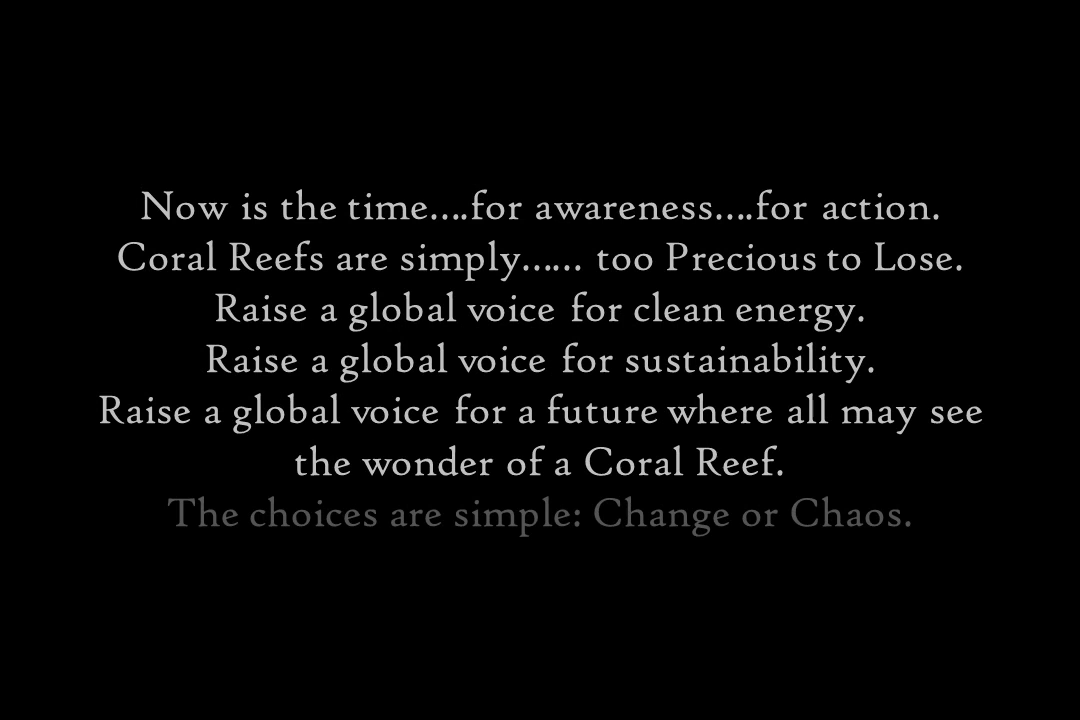 Now is the time....for awareness....for action.
Coral Reefs are simply...... too Precious to Lose.
Raise a global voice for clean energy.
Raise a global voice for sustainability.
Raise a global voice for a future where all may see
the wonder of a Coral Reef.
The choices are simple: Change or Chaos.